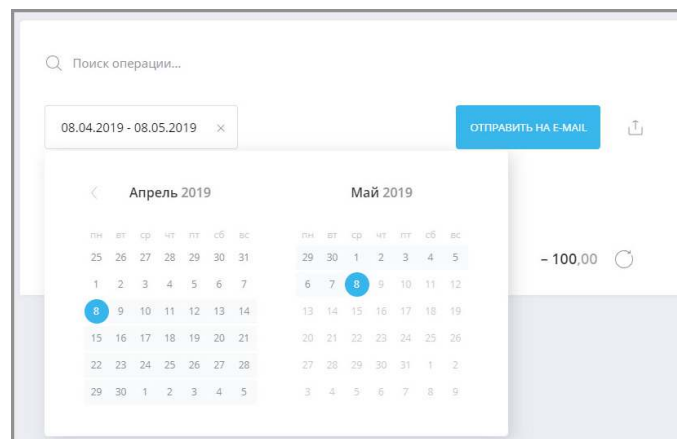 Поиск операции...
08.04.2019 - 08.05.2019 ×
ОТПРАВИТЬ НА E-MAIL
Апрель 2019
пн вт ср чт пт сб вс
25 26 27 28 29 30 31
1 2 3 4 5 6 7
8 9 10 11 12 13 14
15 16 17 18 19 20 21
22 23 24 25 26 27 28
29 30 1 2 3 4 5
Май 2019
пн вт ср чт пт сб вс
29 30 1 2 3 4 5
6 7 8 9 10 11 12
13 14 15 16 17 18 19
20 21 22 23 24 25 26
27 28 29 30 31 1 2
3 4 5 6 7 8 9
– 100,00